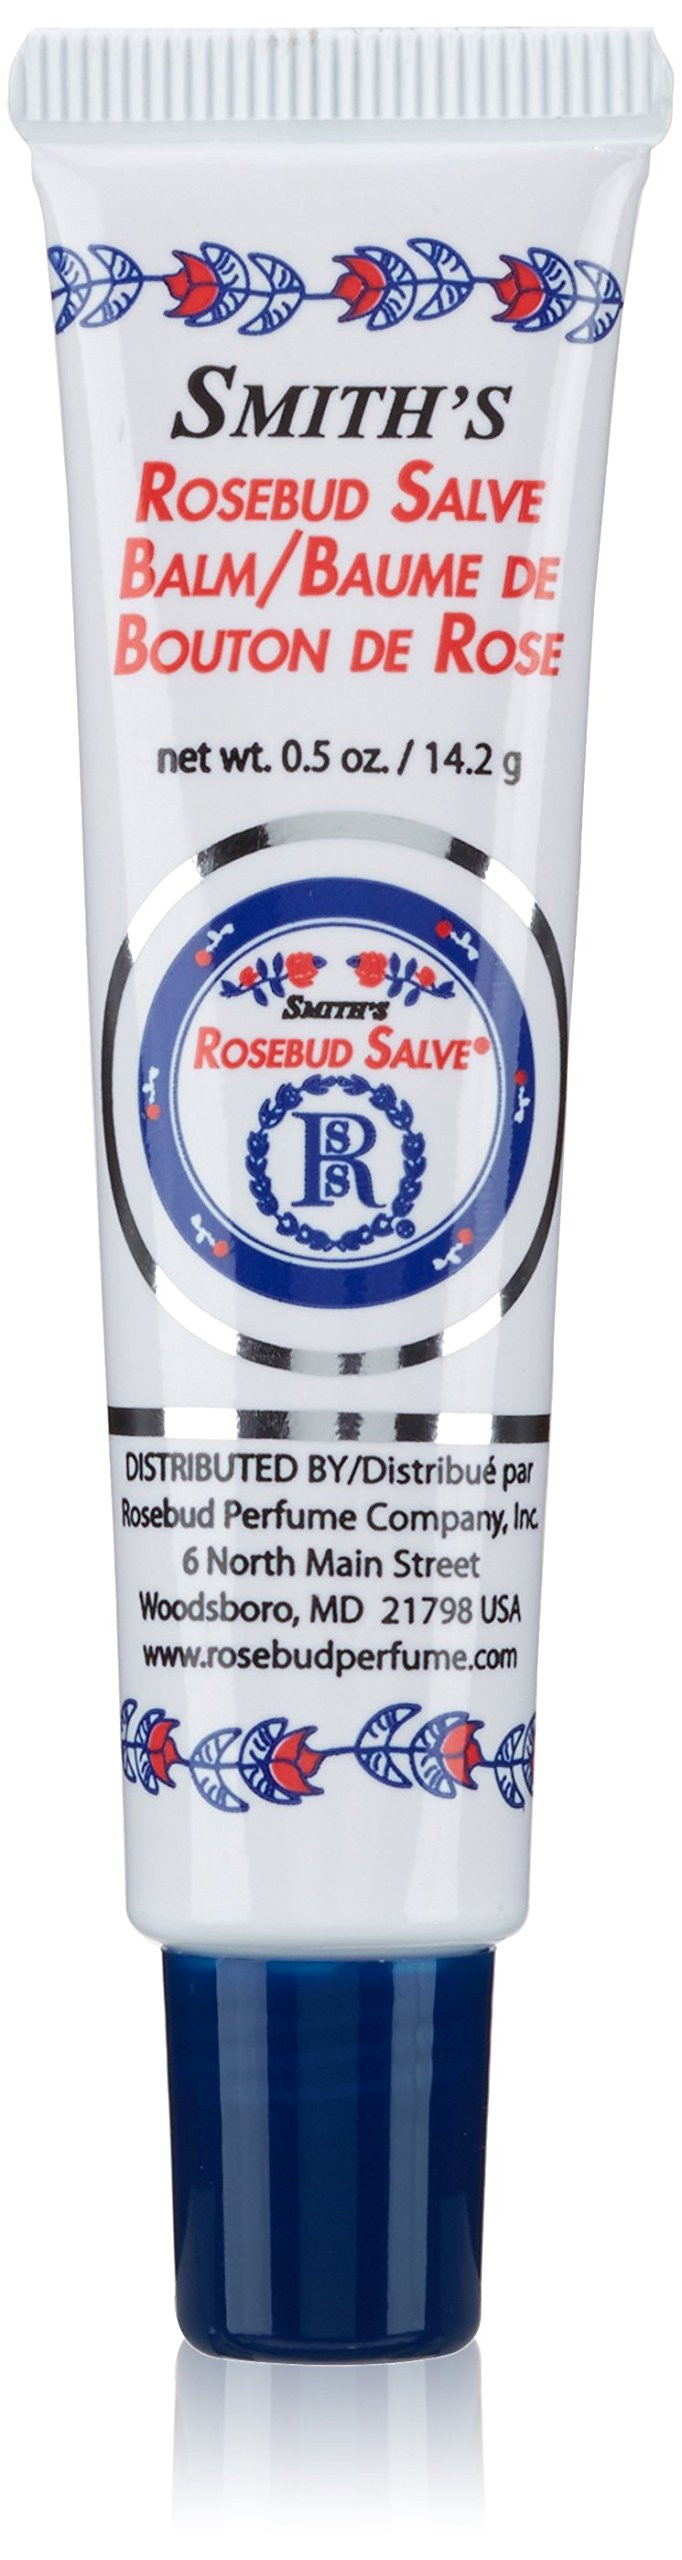 SMITH'S
ROSEBUD SALVE
BALM/BAUME DE
BOUTON DE ROSE
net wt. 0.5 oz. / 14.2 g
SMITH'S
ROSEBUD SALVE®
RSS
®
DISTRIBUTED BY/Distribué par
Rosebud Perfume Company, Inc.
6 North Main Street
Woodsboro, MD 21798 USA
www.rosebudperfume.com